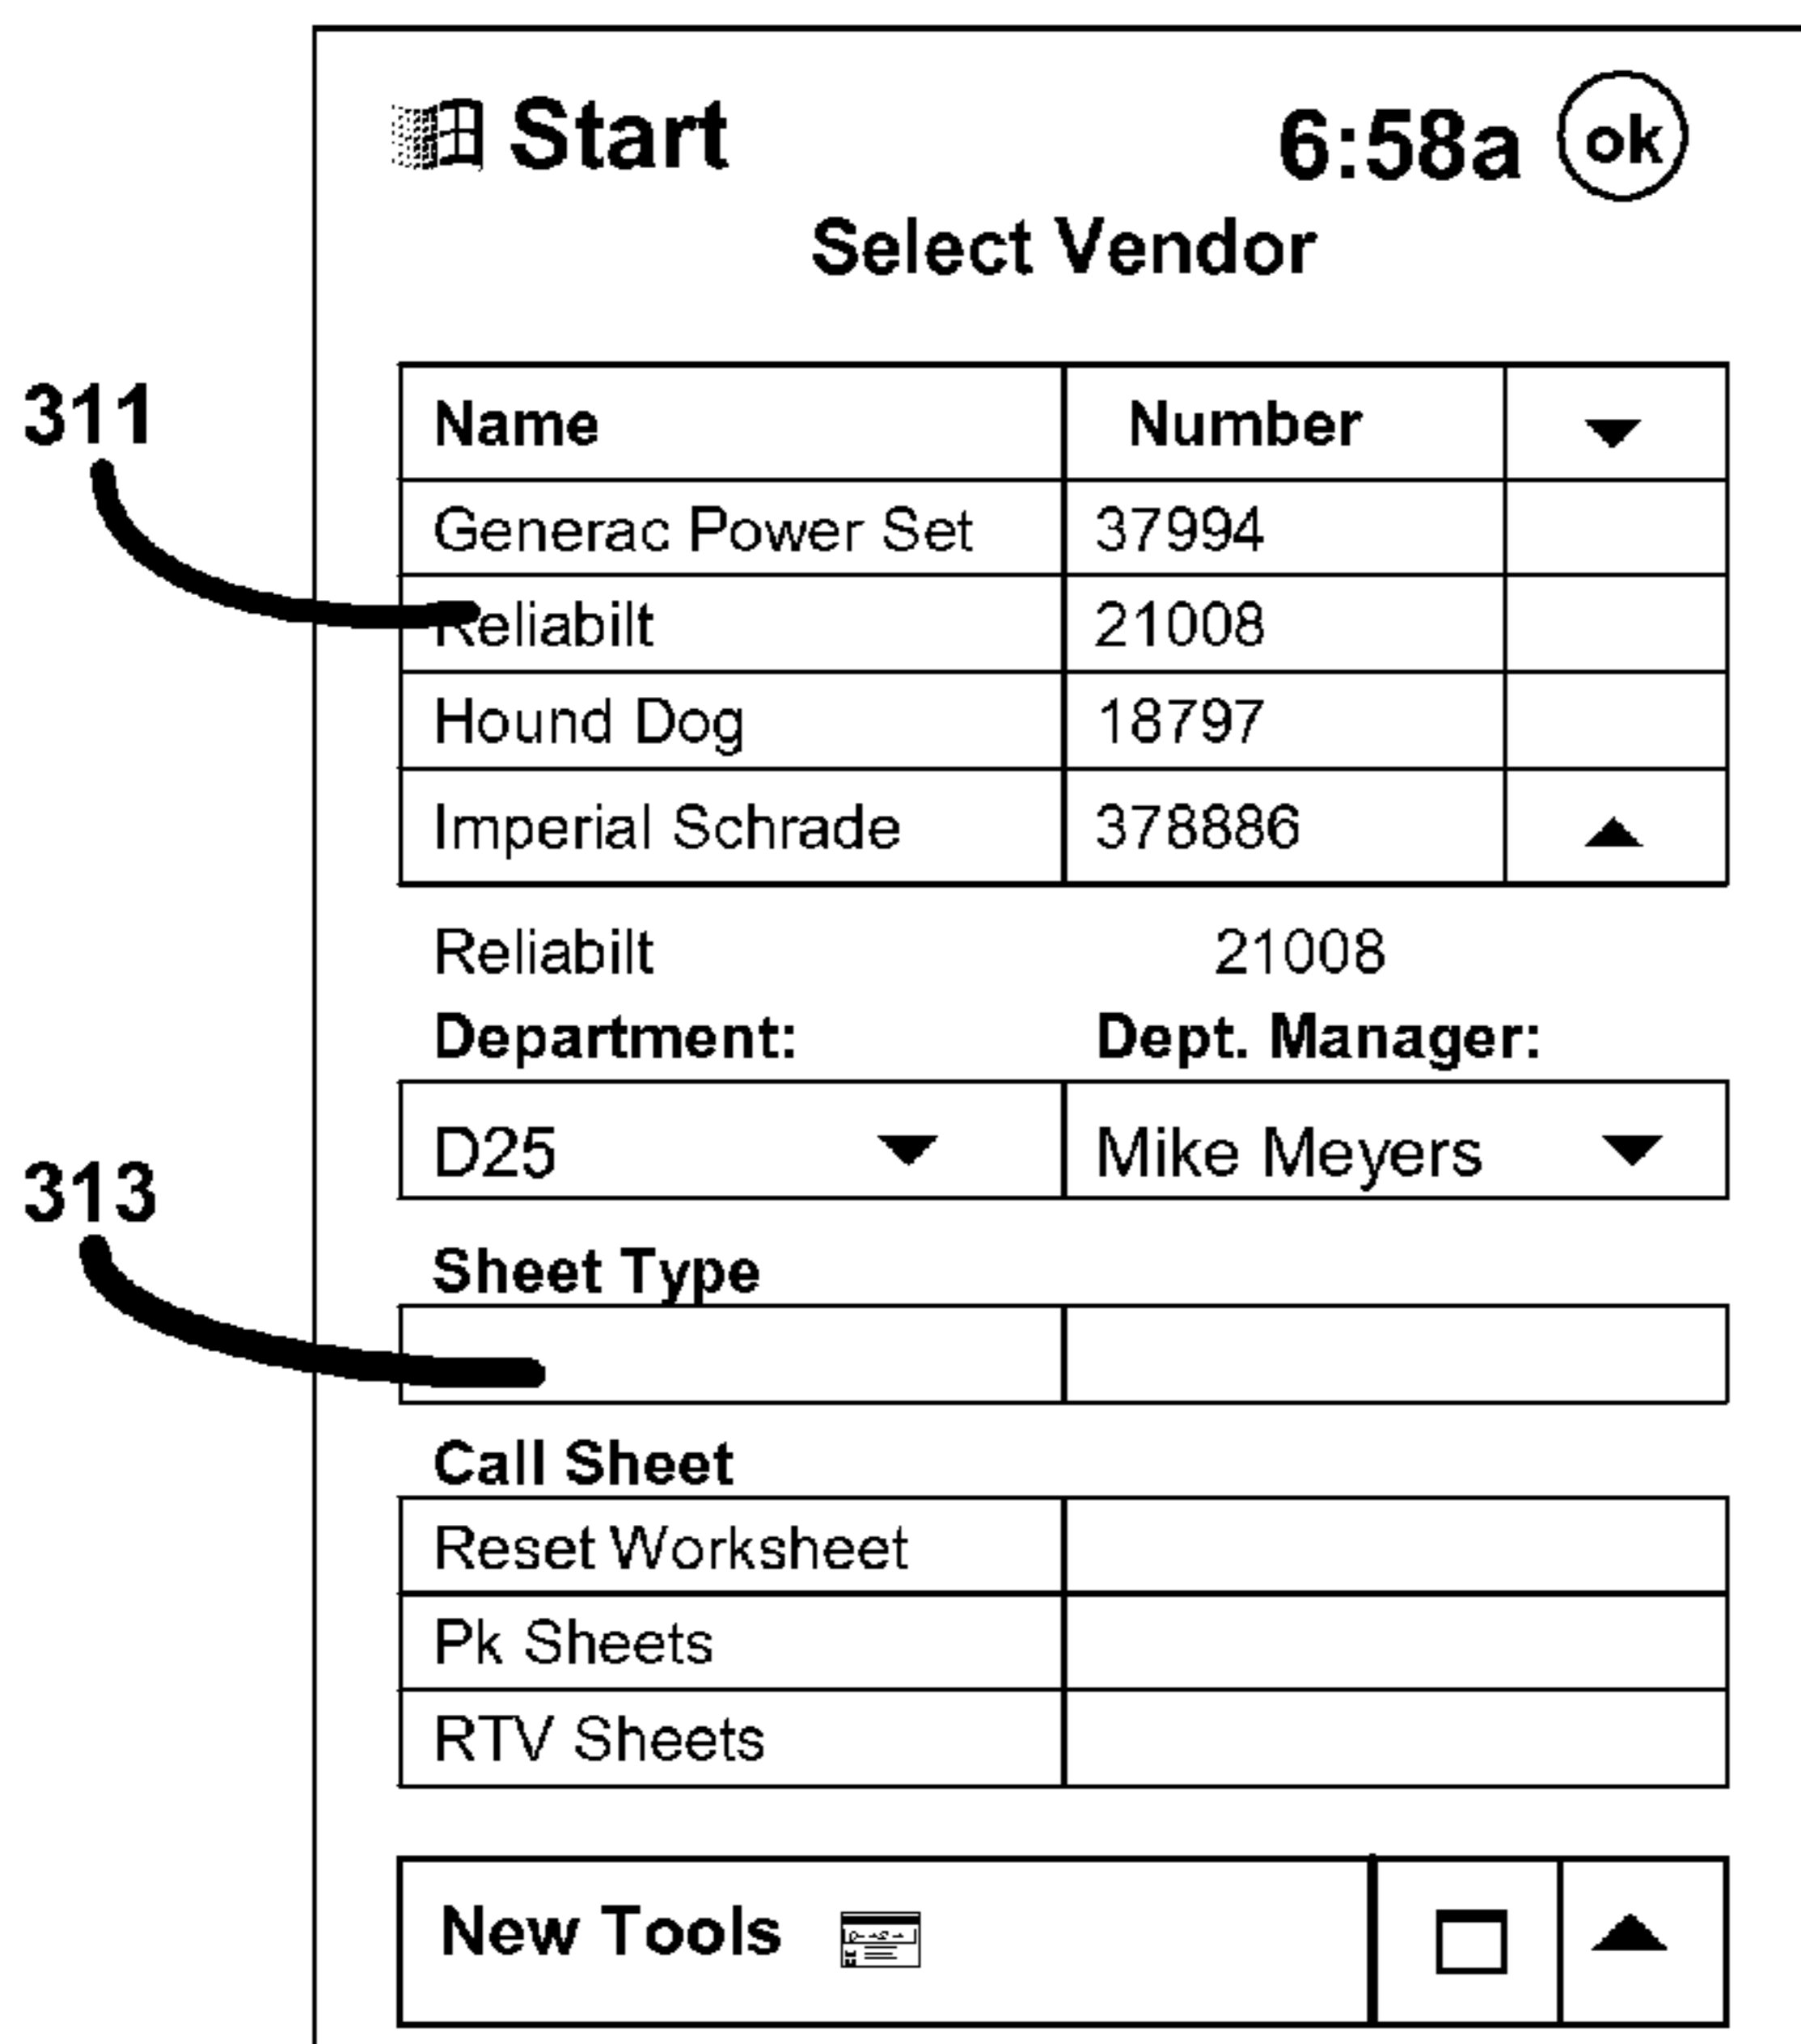 Start 6:58a ok
Select Vendor
311
Name Number
Generac Power Set 37994
Reliabilt 21008
Hound Dog 18797
Imperial Schrade 378886
Reliabilt 21008
Department: Dept. Manager:
D25 Mike Meyers
313
Sheet Type
Call Sheet
Reset Worksheet
Pk Sheets
RTV Sheets
New Tools